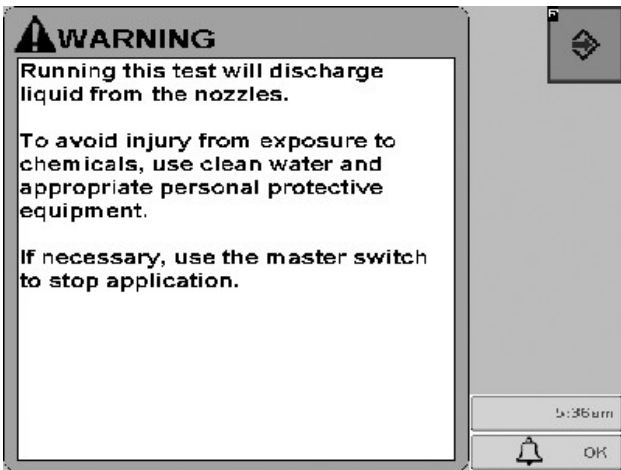 WARNING
Running this test will discharge
liquid from the nozzles.
To avoid injury from exposure to
chemicals, use clean water and
appropriate personal protective
equipment.
If necessary, use the master switch
to stop application.
5:36am
OK